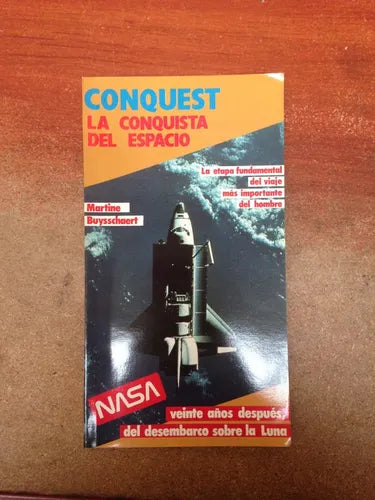 CONQUEST
LA CONQUISTA
DEL ESPACIO
La etapa fundamental
del viaje
más importante
del hombre
Martine
Buysschaert
NASA
veinte años después,
del desembarco sobre la Luna